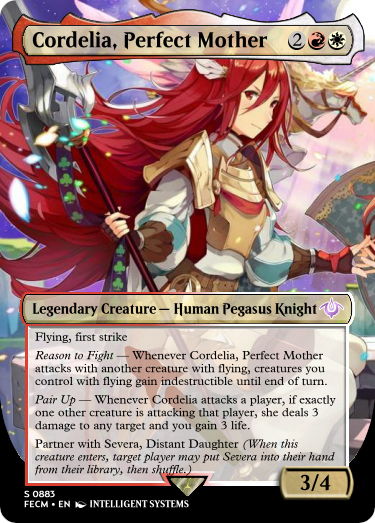 Cordelia, Perfect Mother 2
Legendary Creature — Human Pegasus Knight
Flying, first strike
Reason to Fight — Whenever Cordelia, Perfect Mother
attacks with another creature with flying, creatures you
control with flying gain indestructible until end of turn.
Pair Up — Whenever Cordelia attacks a player, if exactly
one other creature is attacking that player, she deals 3
damage to any target and you gain 3 life.
Partner with Severa, Distant Daughter (When this
creature enters, target player may put Severa into their hand
from their library, then shuffle.)
3/4
S 0883
FECM • EN INTELLIGENT SYSTEMS